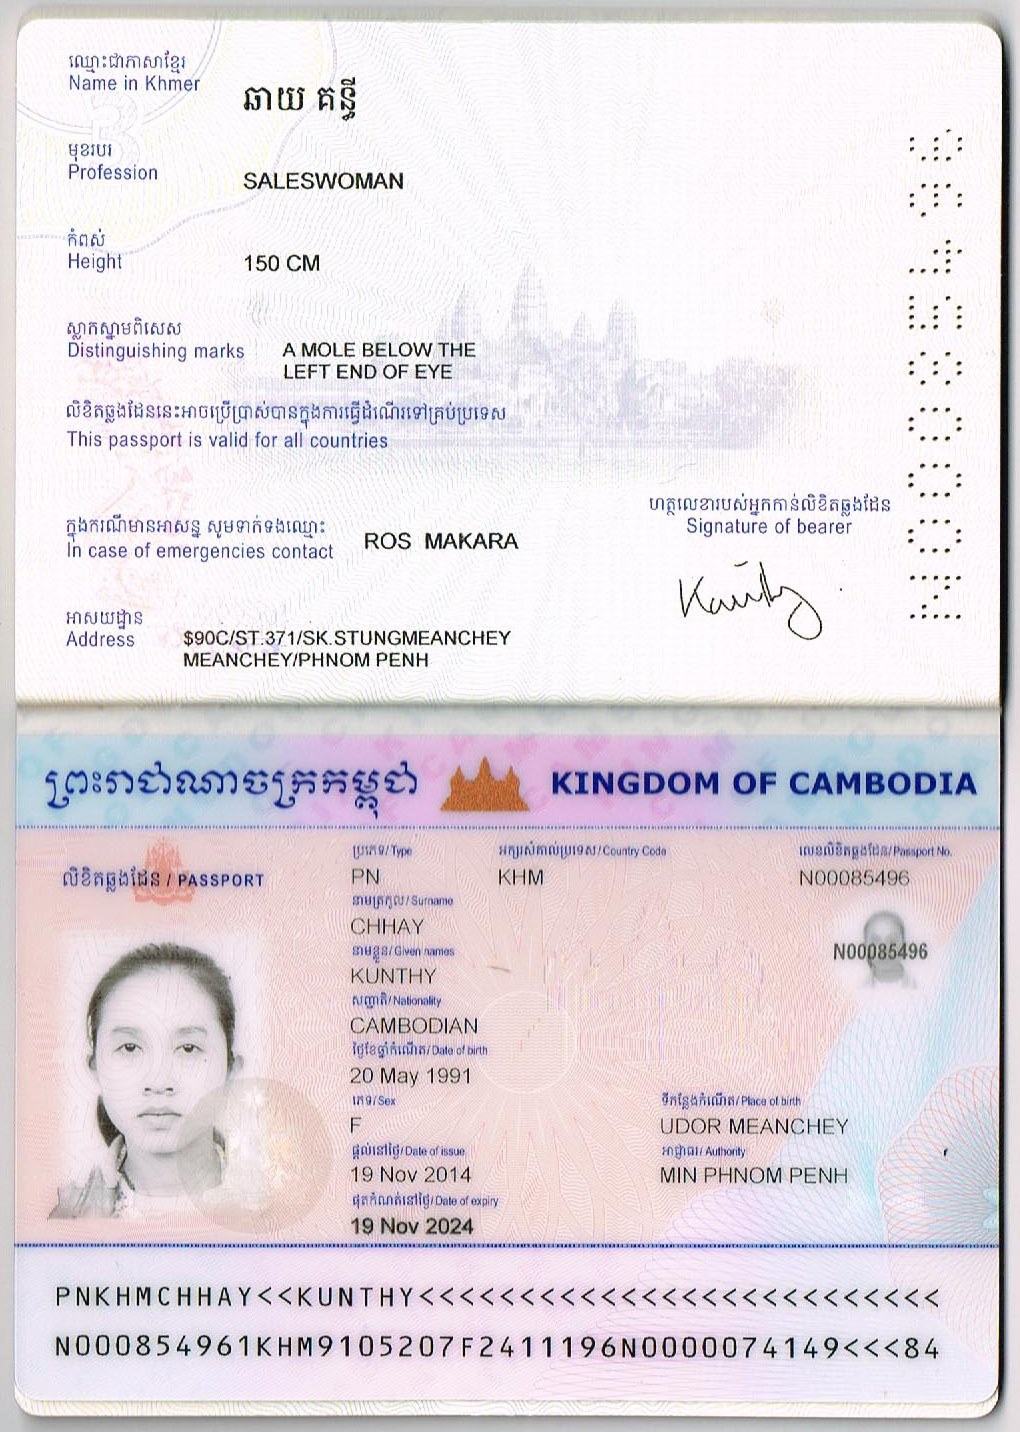 ឈ្មោះជាភាសាខ្មែរ
Name in Khmer
ឆាយ គន្ធី
មុខរបរ
Profession
SALESWOMAN
កំពស់
Height
150 CM
ស្លាកស្នាមពិសេស
Distinguishing marks
A MOLE BELOW THE
LEFT END OF EYE
លិខិតឆ្លងដែននេះអាចប្រើប្រាស់បានក្នុងការធ្វើដំណើរទៅគ្រប់ប្រទេស
This passport is valid for all countries
ហត្ថលេខារបស់អ្នកកាន់លិខិតឆ្លងដែន
Signature of bearer
Kunthy
ក្នុងករណីមានអាសន្ន សូមទាក់ទងឈ្មោះ
In case of emergencies contact
ROS MAKARA
អាសយដ្ឋាន
Address
$90C/ST.371/SK.STUNGMEANCHEY
MEANCHEY/PHNOM PENH
N0085496
ព្រះរាជាណាចក្រកម្ពុជា KINGDOM OF CAMBODIA
លិខិតឆ្លងដែន / PASSPORT
ប្រភេទ/ Type
PN
អក្សរសំគាល់ប្រទេស / Country Code
KHM
លេខលិខិតឆ្លងដែន/ Passport No.
N00085496
នាមត្រកូល/ Surname
CHHAY
នាមខ្លួន/ Given names
KUNTHY
N00085496
សញ្ជាតិ/ Nationality
CAMBODIAN
ថ្ងៃខែឆ្នាំកំណើត/ Date of birth
20 May 1991
ភេទ/ Sex
F
ទីកន្លែងកំណើត/ Place of birth
UDOR MEANCHEY
ផ្តល់នៅថ្ងៃ/ Date of issue
19 Nov 2014
អាជ្ញាធរ/ Authority
MIN PHNOM PENH
ផុតកំណត់នៅថ្ងៃ/ Date of expiry
19 Nov 2024
PNKHMCHHAY<<KUNTHY<<<<<<<<<<<<<<<<<<<<<<<<<<
N000854961KHM9105207F2411196N0000074149<<<84